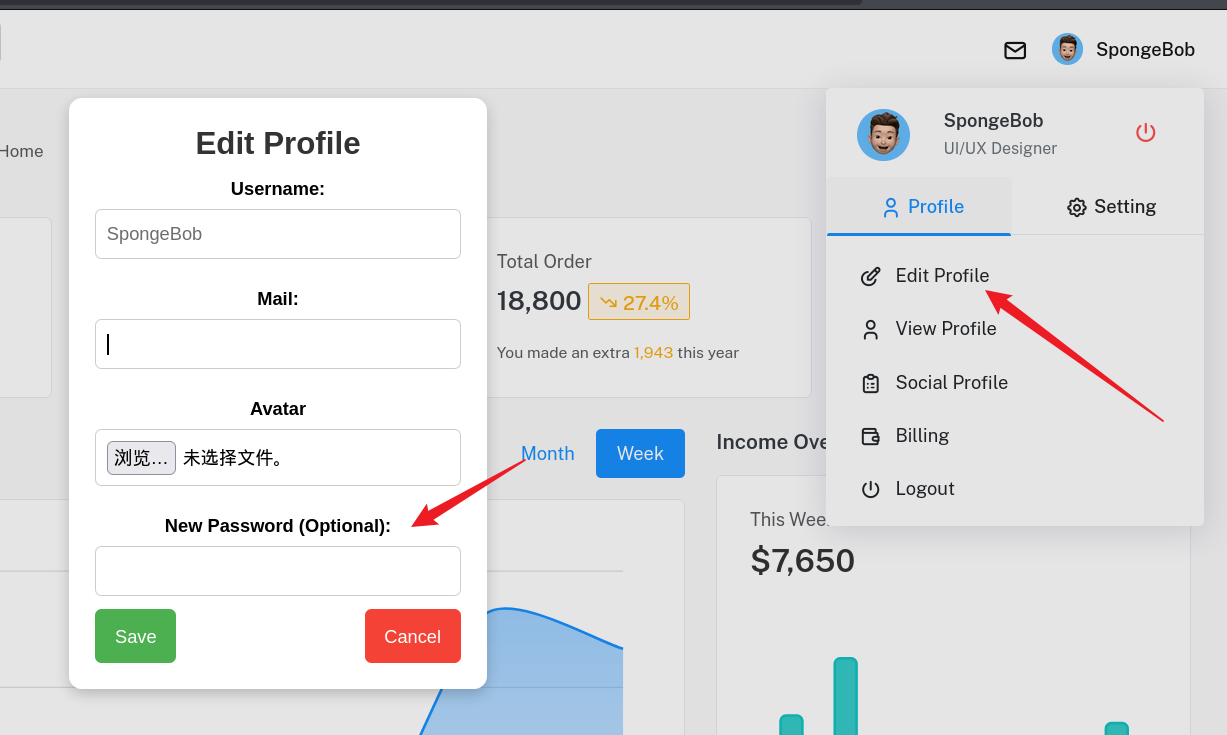 SpongeBob
Home
Edit Profile
Username:
SpongeBob
Mail:
Avatar
浏览... 未选择文件。
New Password (Optional):
Save
Cancel
Total Order
18,800 27.4%
You made an extra 1,943 this year
Month
Week
Income Ove
This Wee
$7,650
SpongeBob
UI/UX Designer
Profile
Setting
Edit Profile
View Profile
Social Profile
Billing
Logout